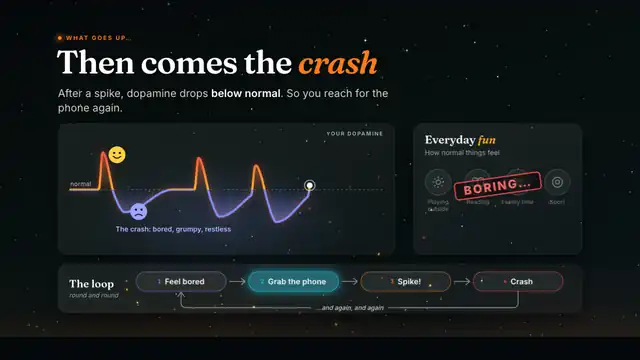 WHAT GOES UP...
Then comes the crash
After a spike, dopamine drops below normal. So you reach for the
phone again.
YOUR DOPAMINE
normal
The crash: bored, grumpy, restless
Everyday fun
How normal things feel
BORING...
Playing
outside
Reading
Family time
The loop
round and round
1 Feel bored
2 Grab the phone
3 Spike!
Crash
...and again, and again